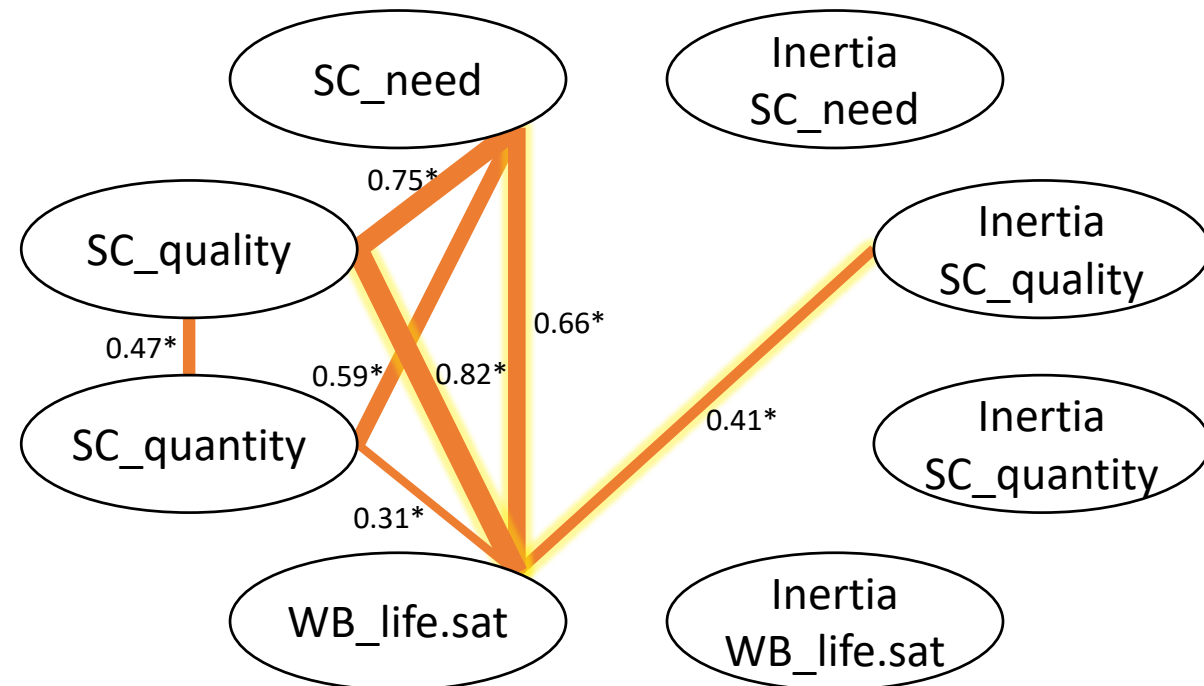 SC_need
Inertia
SC_need
0.75*
SC_quality
Inertia
SC_quality
0.47*
0.66*
0.59*
0.82*
0.41*
SC_quantity
Inertia
SC_quantity
0.31*
WB_life.sat
Inertia
WB_life.sat